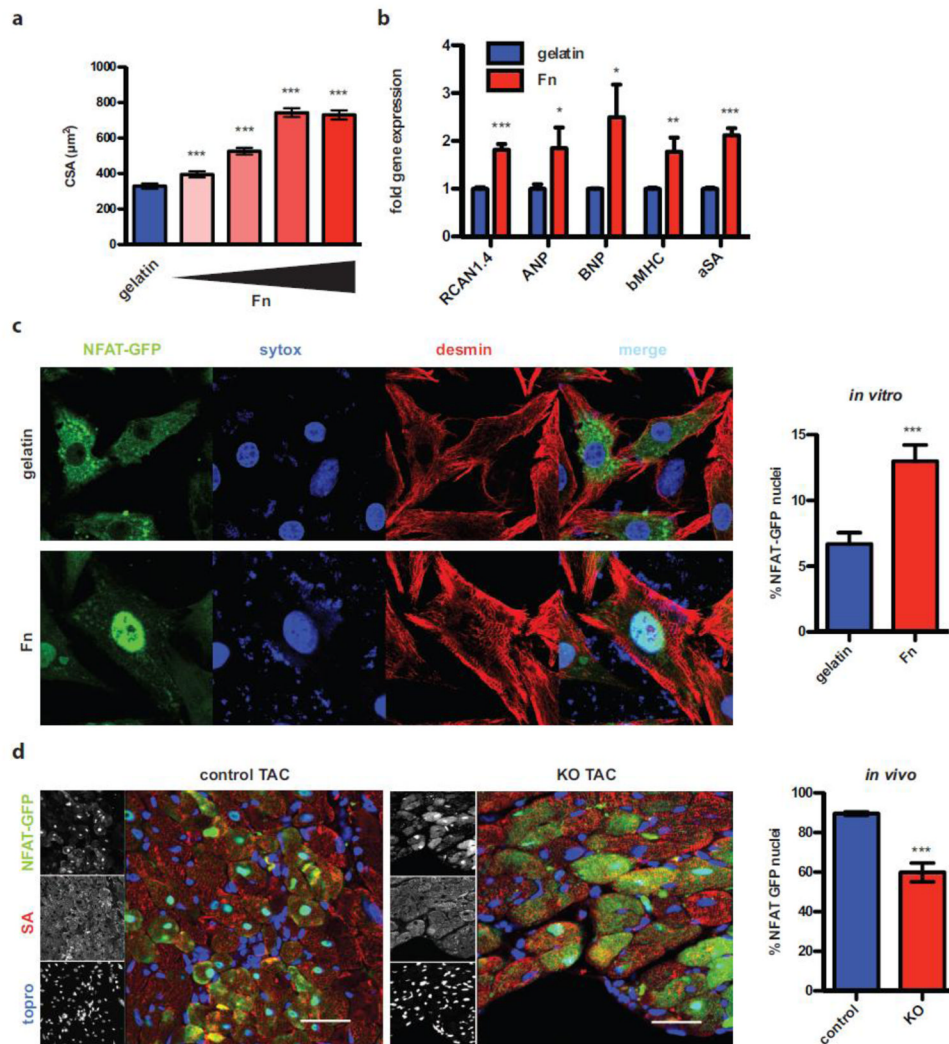 a
CSA (µm²)
1000
800
600
400
200
0
***
***
***
***
gelatin
Fn
b
fold gene expression
4
3
2
1
0
gelatin
Fn
***
*
*
**
***
RCAN1.4
ANP
BNP
bMHC
aSA
c
NFAT-GFP
sytox
desmin
merge
gelatin
Fn
in vitro
% NFAT-GFP nuclei
15
10
5
0
***
gelatin
Fn
d
control TAC
KO TAC
NFAT-GFP
SA
topro
in vivo
% NFAT GFP nuclei
100
80
60
40
20
0
***
control
KO